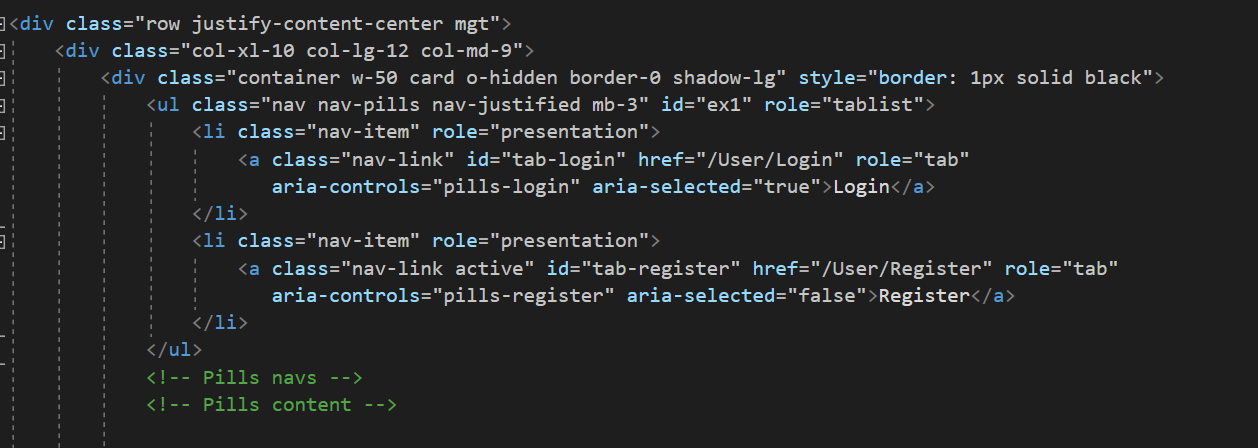 <div class="row justify-content-center mgt">
<div class="col-xl-10 col-lg-12 col-md-9">
<div class="container w-50 card o-hidden border-0 shadow-lg" style="border: 1px solid black">
<ul class="nav nav-pills nav-justified mb-3" id="ex1" role="tablist">
<li class="nav-item" role="presentation">
<a class="nav-link" id="tab-login" href="/User/Login" role="tab"
aria-controls="pills-login" aria-selected="true">Login</a>
</li>
<li class="nav-item" role="presentation">
<a class="nav-link active" id="tab-register" href="/User/Register" role="tab"
aria-controls="pills-register" aria-selected="false">Register</a>
</li>
</ul>
<!-- Pills navs -->
<!-- Pills content -->